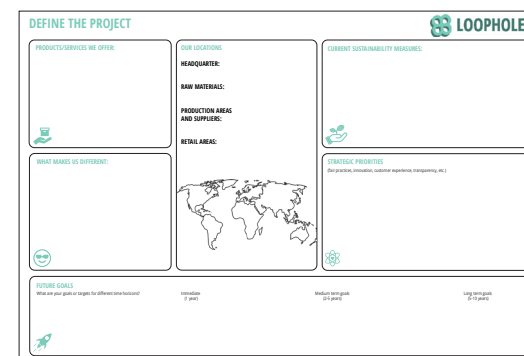 DEFINE THE PROJECT
LOOPHOLE
PRODUCTS/SERVICES WE OFFER:
OUR LOCATIONS
HEADQUARTER:
RAW MATERIALS:
PRODUCTION AREAS
AND SUPPLIERS:
RETAIL AREAS:
CURRENT SUSTAINABILITY MEASURES:
WHAT MAKES US DIFFERENT:
STRATEGIC PRIORITIES
(fair practices, innovation, customer experience, transparency, etc.)
FUTURE GOALS
What are your goals or targets for different time horizons?
Immediate
(1 year)
Medium term goals
(2-5 years)
Long term goals
(5-10 years)